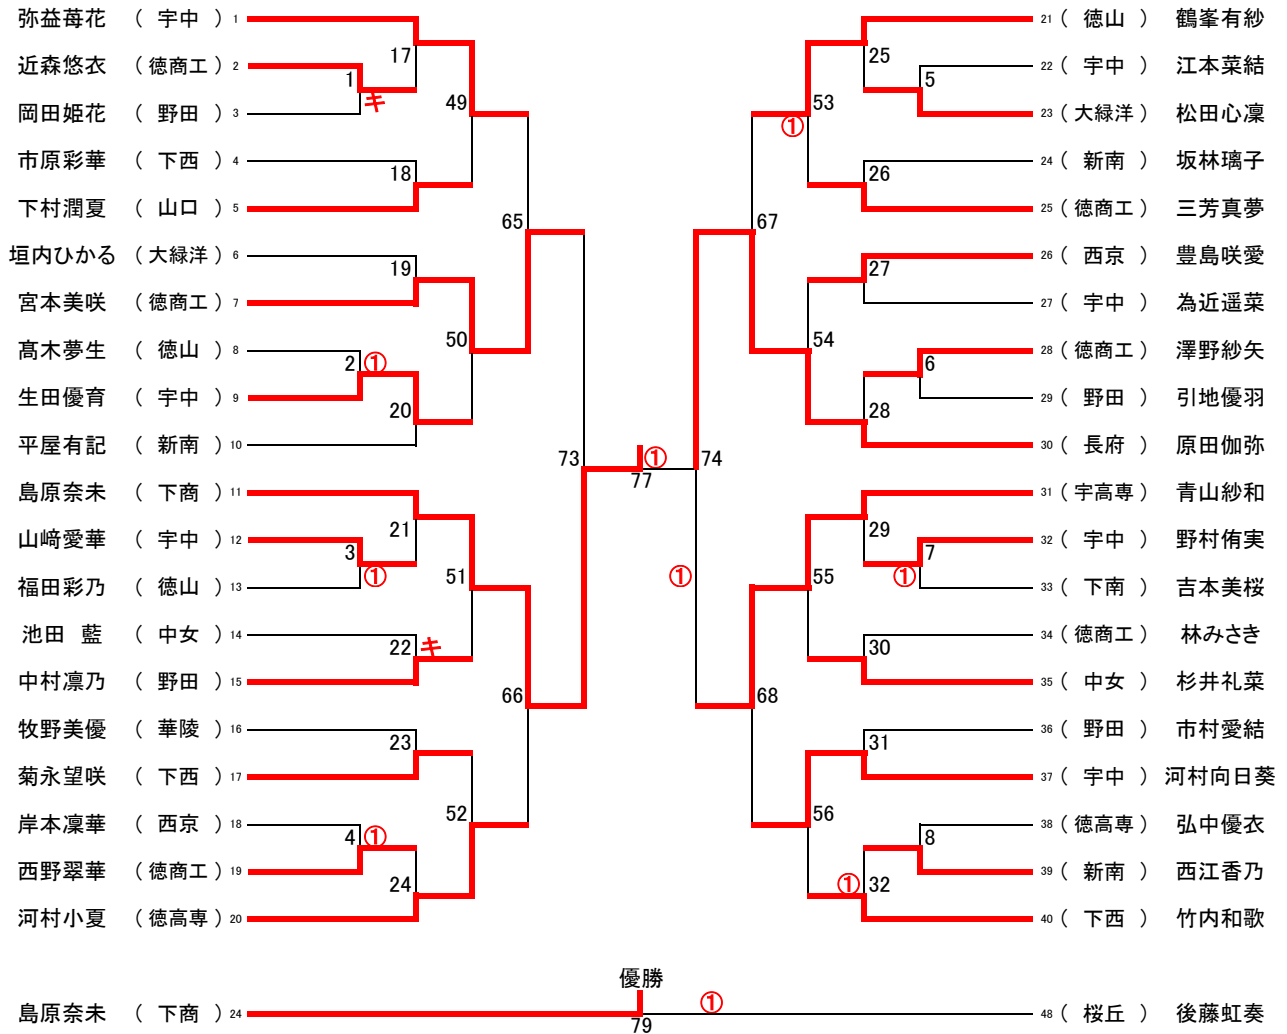 弥益苺花 ( 宇中 ) 1
近森悠衣 ( 徳商工 ) 2
岡田姫花 ( 野田 ) 3
市原彩華 ( 下西 ) 4
下村潤夏 ( 山口 ) 5
垣内ひかる ( 大緑洋 ) 6
宮本美咲 ( 徳商工 ) 7
髙木夢生 ( 徳山 ) 8
生田優育 ( 宇中 ) 9
平屋有記 ( 新南 ) 10
島原奈未 ( 下商 ) 11
山﨑愛華 ( 宇中 ) 12
福田彩乃 ( 徳山 ) 13
池田 藍 ( 中女 ) 14
中村凛乃 ( 野田 ) 15
牧野美優 ( 華陵 ) 16
菊永望咲 ( 下西 ) 17
岸本凜華 ( 西京 ) 18
西野翠華 ( 徳商工 ) 19
河村小夏 ( 徳高専 ) 20
1 キ
2 ①
3 ①
4 ①
17
18
19
20
21
22 キ
23
24
49
50
51
52
65
66
73
77 ①
74 ①
67
68
53 ①
54
55
56
25
26
27
28
29
30
31
32 ①
5
6
7 ①
8
21 ( 徳山 ) 鶴峯有紗
22 ( 宇中 ) 江本菜結
23 ( 大緑洋 ) 松田心凜
24 ( 新南 ) 坂林璃子
25 ( 徳商工 ) 三芳真夢
26 ( 西京 ) 豊島咲愛
27 ( 宇中 ) 為近遥菜
28 ( 徳商工 ) 澤野紗矢
29 ( 野田 ) 引地優羽
30 ( 長府 ) 原田伽弥
31 ( 宇高専 ) 青山紗和
32 ( 宇中 ) 野村侑実
33 ( 下南 ) 吉本美桜
34 ( 徳商工 ) 林みさき
35 ( 中女 ) 杉井礼菜
36 ( 野田 ) 市村愛結
37 ( 宇中 ) 河村向日葵
38 ( 徳高専 ) 弘中優衣
39 ( 新南 ) 西江香乃
40 ( 下西 ) 竹内和歌
優勝
島原奈未 ( 下商 ) 24 79 ① 48 ( 桜丘 ) 後藤虹奏